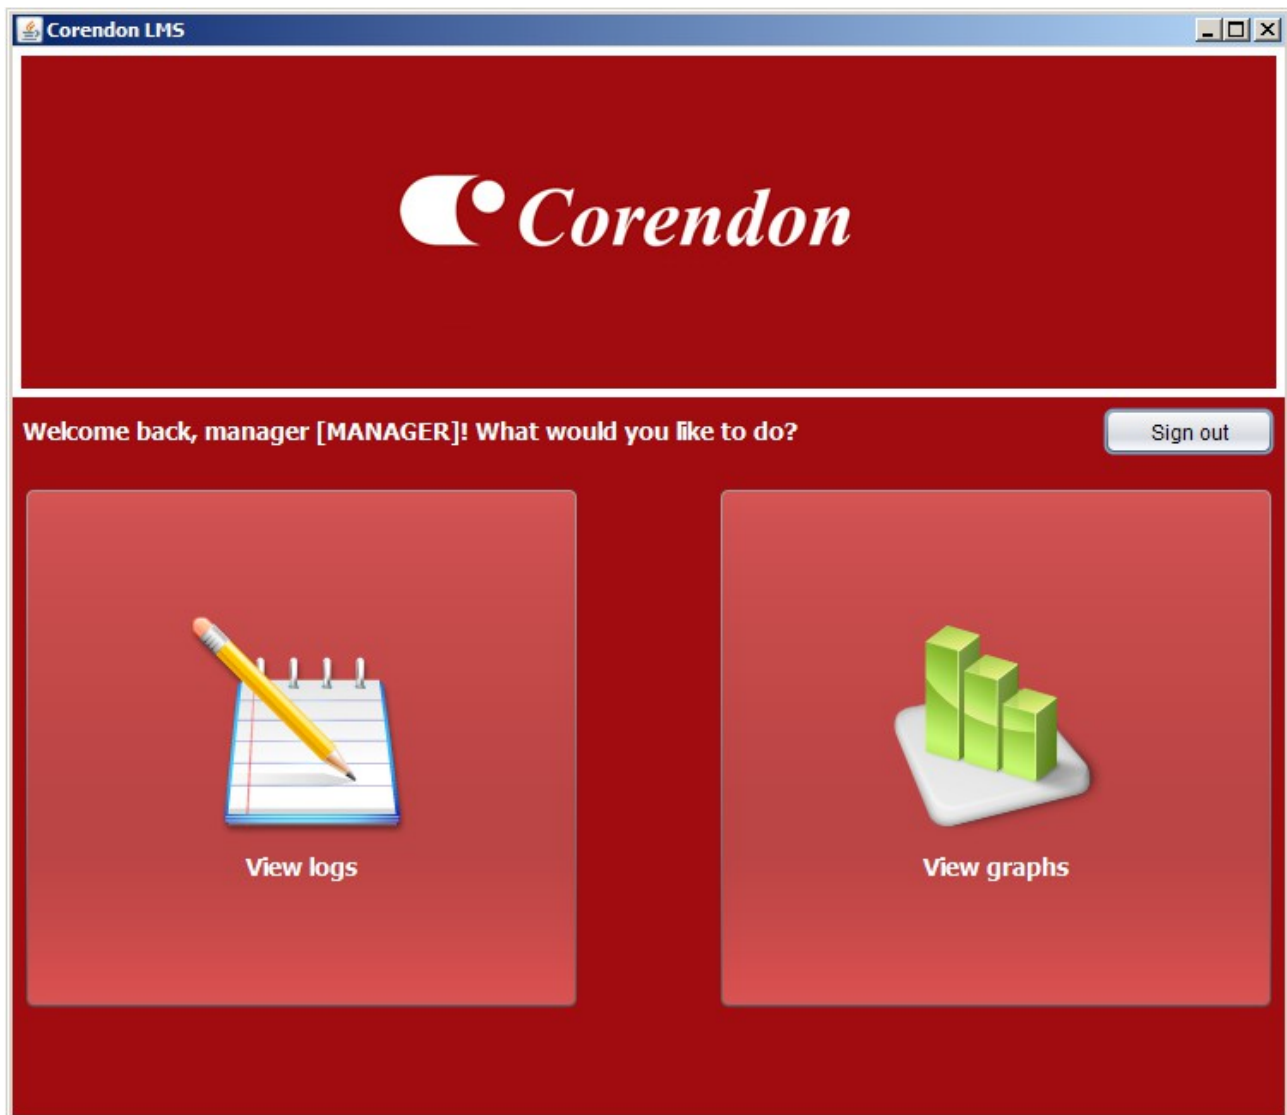 Corendon LMS
Corendon
Welcome back, manager [MANAGER]! What would you like to do?
Sign out
View logs
View graphs